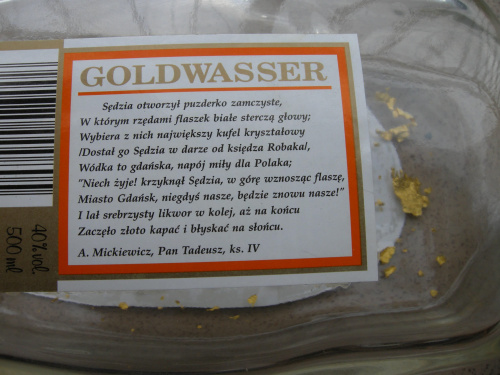 GOLDWASSER
Sędzia otworzył puzderko zamczyste,
W którym rzędami flaszek białe sterczą głowy;
Wybiera z nich największy kufel kryształowy
/Dostał go Sędzia w darze od księdza Robaka/,
Wódka to gdańska, napój miły dla Polaka;
"Niech żyje! krzyknął Sędzia, w górę wznosząc flaszę,
Miasto Gdańsk, niegdyś nasze, będzie znowu nasze!"
I lał srebrzysty likwor w kolej, aż na końcu
Zaczęło złoto kapać i błyskać na słońcu.
A. Mickiewicz, Pan Tadeusz, ks. IV
40% vol.
500 ml